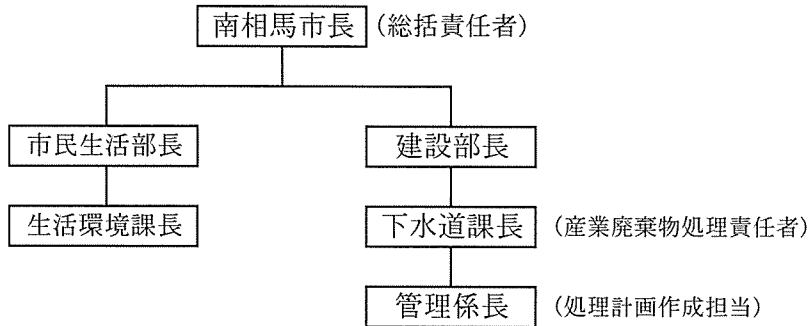 南相馬市長 (総括責任者)
市民生活部長 建設部長
生活環境課長 下水道課長 (産業廃棄物処理責任者)
管理係長 (処理計画作成担当)